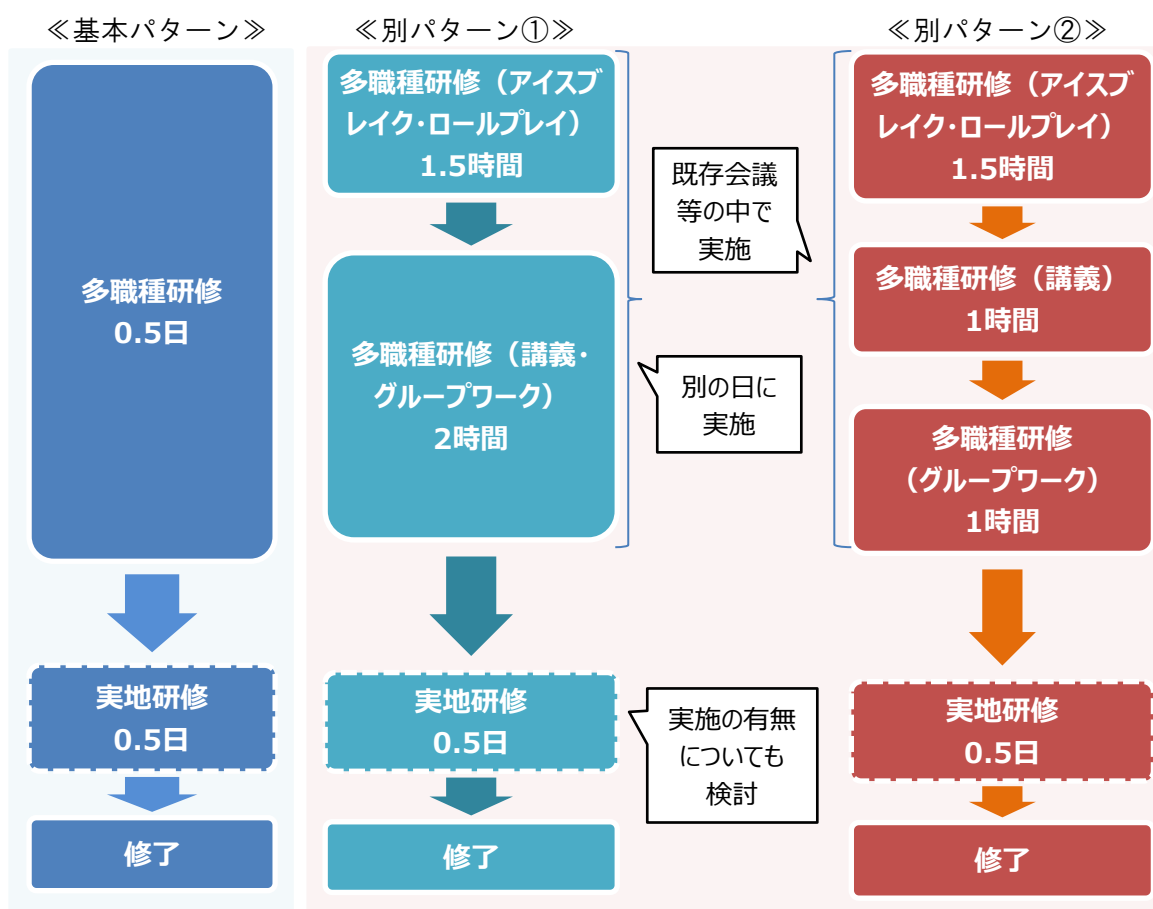 ≪基本パターン≫
多職種研修
0.5日
実地研修
0.5日
修了
≪別パターン①≫
多職種研修（アイスブ
レイク・ロールプレイ）
1.5時間
多職種研修（講義・
グループワーク）
2時間
実地研修
0.5日
修了
既存会議
等の中で
実施
別の日に
実施
実施の有無
についても
検討
≪別パターン②≫
多職種研修（アイスブ
レイク・ロールプレイ）
1.5時間
多職種研修（講義）
1時間
多職種研修
（グループワーク）
1時間
実地研修
0.5日
修了